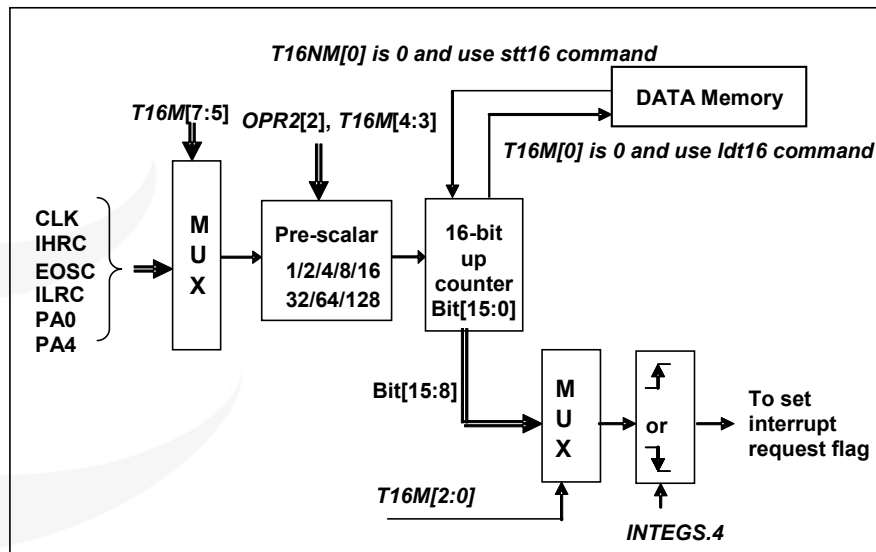 T16NM[0] is 0 and use stt16 command
DATA Memory
T16M[7:5]
OPR2[2], T16M[4:3]
T16M[0] is 0 and use ldt16 command
CLK
IHRC
EOSC
ILRC
PA0
PA4
M
U
X
Pre-scalar
1/2/4/8/16
32/64/128
16-bit
up
counter
Bit[15:0]
Bit[15:8]
M
U
X
or
To set
interrupt
request flag
T16M[2:0]
INTEGS.4